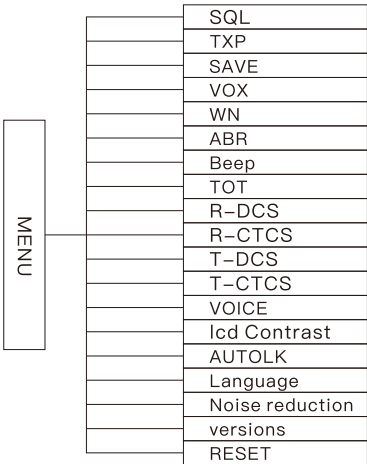 MENU
SQL
TXP
SAVE
VOX
WN
ABR
Beep
TOT
R-DCS
R-CTCS
T-DCS
T-CTCS
VOICE
lcd Contrast
AUTOLK
Language
Noise reduction
versions
RESET